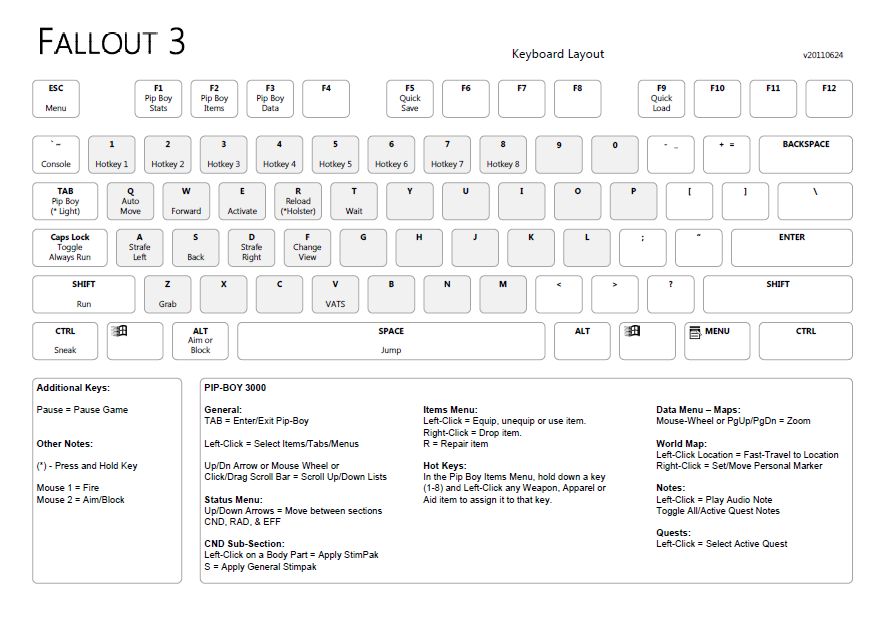 FALLOUT 3
Keyboard Layout
v20110624
ESC F1 F2 F3 F4 F5 F6 F7 F8 F9 F10 F11 F12
Pip Boy Pip Boy Pip Boy Quick Quick
Menu Stats Items Data Save Load
` ~ 1 2 3 4 5 6 7 8 9 0 - _ + = BACKSPACE
Console Hotkey 1 Hotkey 2 Hotkey 3 Hotkey 4 Hotkey 5 Hotkey 6 Hotkey 7 Hotkey 8
TAB Q W E R T Y U I O P [ ] \
Pip Boy Auto Reload
(* Light) Move Forward Activate (*Holster) Wait
Caps Lock A S D F G H J K L ; " ENTER
Toggle Strafe Strafe Change
Always Run Left Back Right View
SHIFT Z X C V B N M < > ? SHIFT
Run Grab VATS
CTRL ALT SPACE ALT MENU CTRL
Aim or
Sneak Block Jump
Additional Keys:
Pause = Pause Game
Other Notes:
(*) - Press and Hold Key
Mouse 1 = Fire
Mouse 2 = Aim/Block
PIP-BOY 3000
General:
TAB = Enter/Exit Pip-Boy
Left-Click = Select Items/Tabs/Menus
Up/Dn Arrow or Mouse Wheel or
Click/Drag Scroll Bar = Scroll Up/Down Lists
Status Menu:
Up/Down Arrows = Move between sections
CND, RAD, & EFF
CND Sub-Section:
Left-Click on a Body Part = Apply StimPak
S = Apply General Stimpak
Items Menu:
Left-Click = Equip, unequip or use item.
Right-Click = Drop item.
R = Repair item
Hot Keys:
In the Pip Boy Items Menu, hold down a key
(1-8) and Left-Click any Weapon, Apparel or
Aid item to assign it to that key.
Data Menu – Maps:
Mouse-Wheel or PgUp/PgDn = Zoom
World Map:
Left-Click Location = Fast-Travel to Location
Right-Click = Set/Move Personal Marker
Notes:
Left-Click = Play Audio Note
Toggle All/Active Quest Notes
Quests:
Left-Click = Select Active Quest